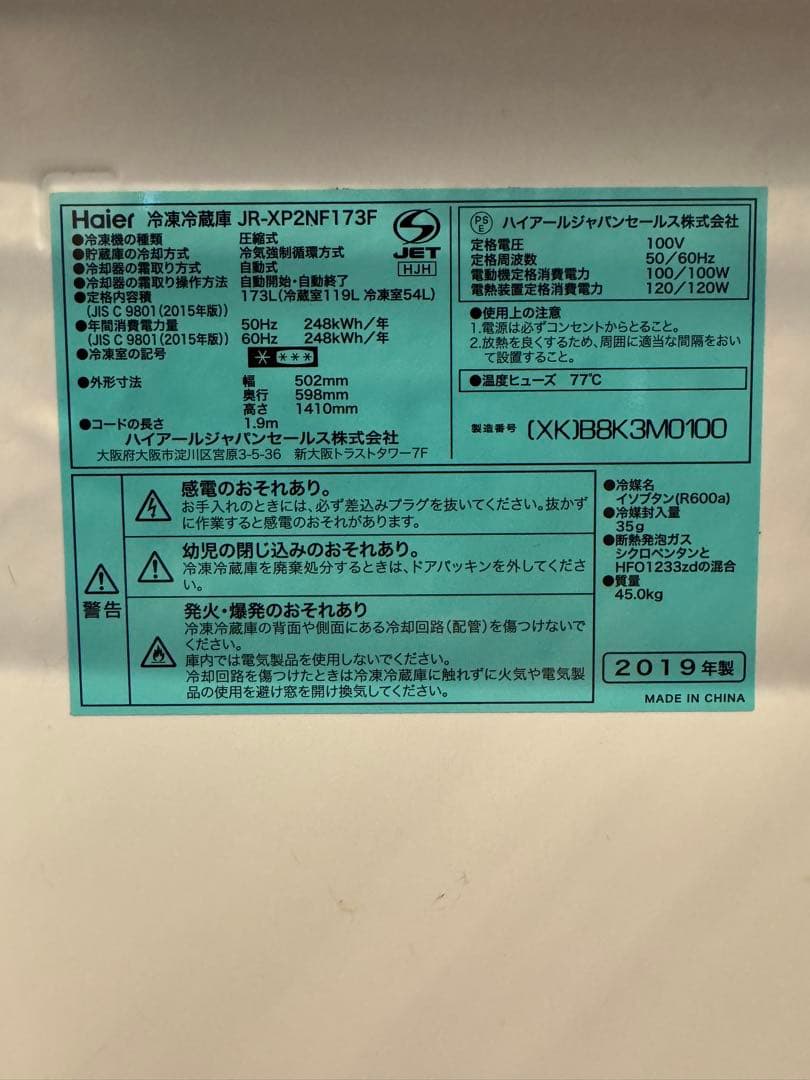 Haier 冷凍冷蔵庫 JR-XP2NF173F
●冷凍機の種類 圧縮式
●貯蔵庫の冷却方式 冷気強制循環方式
●冷却器の霜取り方式 自動式
●冷却器の霜取り操作方法 自動開始・自動終了
●定格内容積 173L(冷蔵室119L 冷凍室54L)
(JIS C 9801(2015年版))
●年間消費電力量 50Hz 248kWh/年
(JIS C 9801(2015年版)) 60Hz 248kWh/年
●冷凍室の記号
●外形寸法 幅 502mm
奥行 598mm
高さ 1410mm
●コードの長さ 1.9m
ハイアールジャパンセールス株式会社
大阪府大阪市淀川区宮原3-5-36 新大阪トラストタワー7F
JET
HJH
PSE ハイアールジャパンセールス株式会社
定格電圧 100V
定格周波数 50/60Hz
電動機定格消費電力 100/100W
電熱装置定格消費電力 120/120W
●使用上の注意
1.電源は必ずコンセントからとること。
2.放熱を良くするため、周囲に適当な間隔をおい
て設置すること。
●温度ヒューズ 77℃
製造番号 (XK)B8K3M0100
警告
感電のおそれあり。
お手入れのときには、必ず差込みプラグを抜いてください。抜かず
に作業すると感電のおそれがあります。
幼児の閉じ込みのおそれあり。
冷凍冷蔵庫を廃棄処分するときは、ドアパッキンを外してくださ
い。
発火・爆発のおそれあり
冷凍冷蔵庫の背面や側面にある冷却回路(配管)を傷つけないで
ください。
庫内では電気製品を使用しないでください。
冷却回路を傷つけたときは冷凍冷蔵庫に触れずに火気や電気製
品の使用を避け窓を開け換気してください。
●冷媒名
イソブタン(R600a)
●冷媒封入量
35g
●断熱発泡ガス
シクロペンタンと
HFO1233zdの混合
●質量
45.0kg
2019年製
MADE IN CHINA